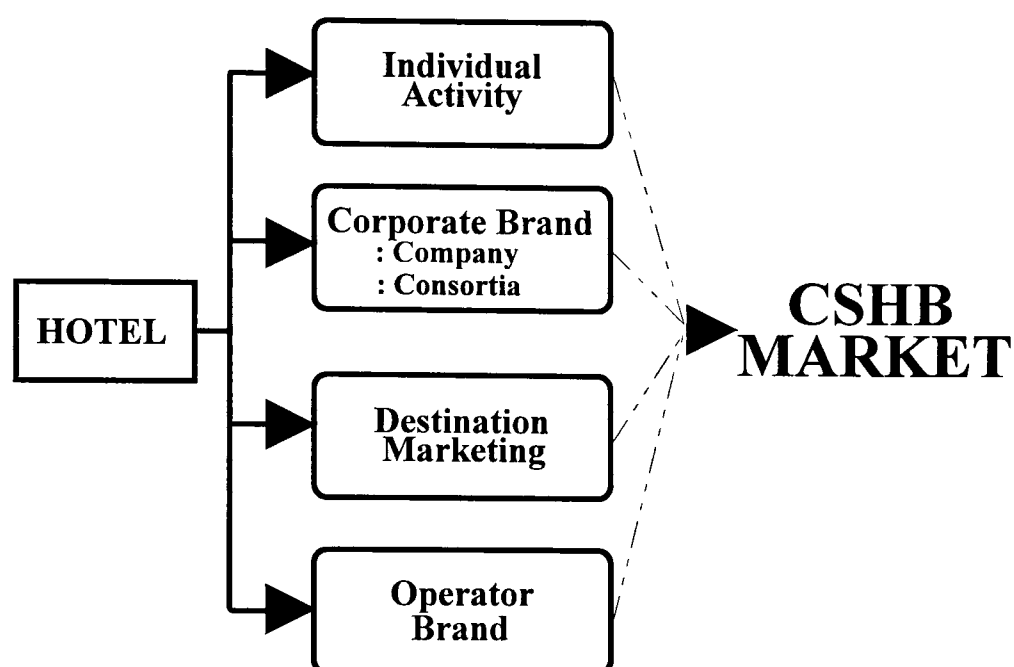 Individual
Activity
Corporate Brand
: Company
: Consortia
HOTEL
CSHB
MARKET
Destination
Marketing
Operator
Brand